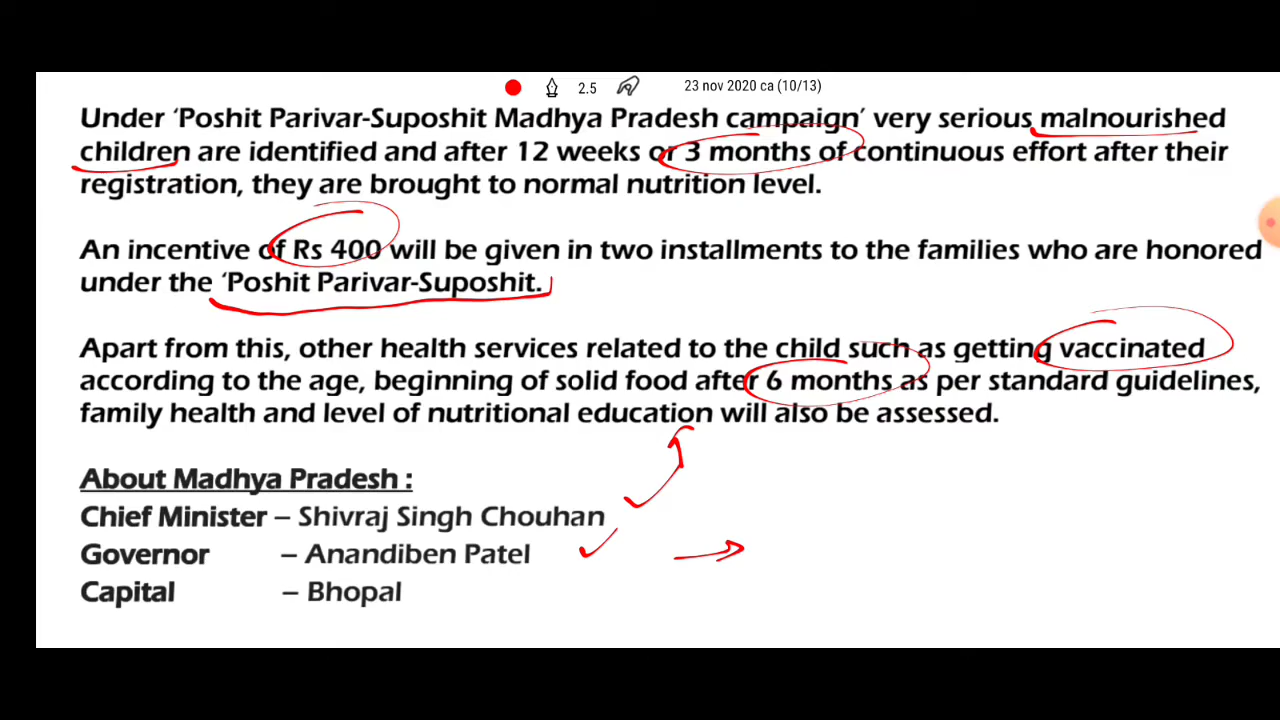 2.5 23 nov 2020 ca (10/13)
Under ‘Poshit Parivar-Suposhit Madhya Pradesh campaign’ very serious malnourished
children are identified and after 12 weeks or 3 months of continuous effort after their
registration, they are brought to normal nutrition level.
An incentive of Rs 400 will be given in two installments to the families who are honored
under the ‘Poshit Parivar-Suposhit.
Apart from this, other health services related to the child such as getting vaccinated
according to the age, beginning of solid food after 6 months as per standard guidelines,
family health and level of nutritional education will also be assessed.
About Madhya Pradesh :
Chief Minister – Shivraj Singh Chouhan
Governor – Anandiben Patel
Capital – Bhopal